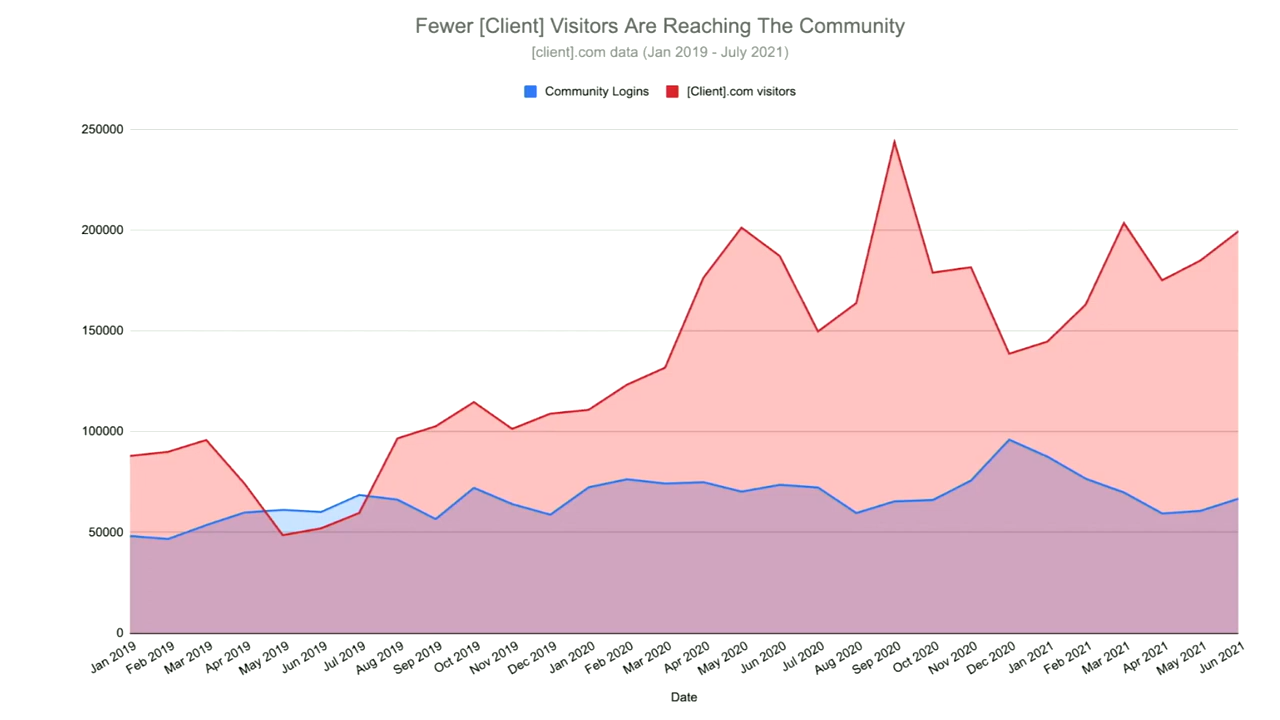 Fewer [Client] Visitors Are Reaching The Community
[client].com data (Jan 2019 - July 2021)
Community Logins
[Client].com visitors
250000
200000
150000
100000
50000
0
Jan 2019
Feb 2019
Mar 2019
Apr 2019
May 2019
Jun 2019
Jul 2019
Aug 2019
Sep 2019
Oct 2019
Nov 2019
Dec 2019
Jan 2020
Feb 2020
Mar 2020
Apr 2020
May 2020
Jun 2020
Jul 2020
Aug 2020
Sep 2020
Oct 2020
Nov 2020
Dec 2020
Jan 2021
Feb 2021
Mar 2021
Apr 2021
May 2021
Jun 2021
Date